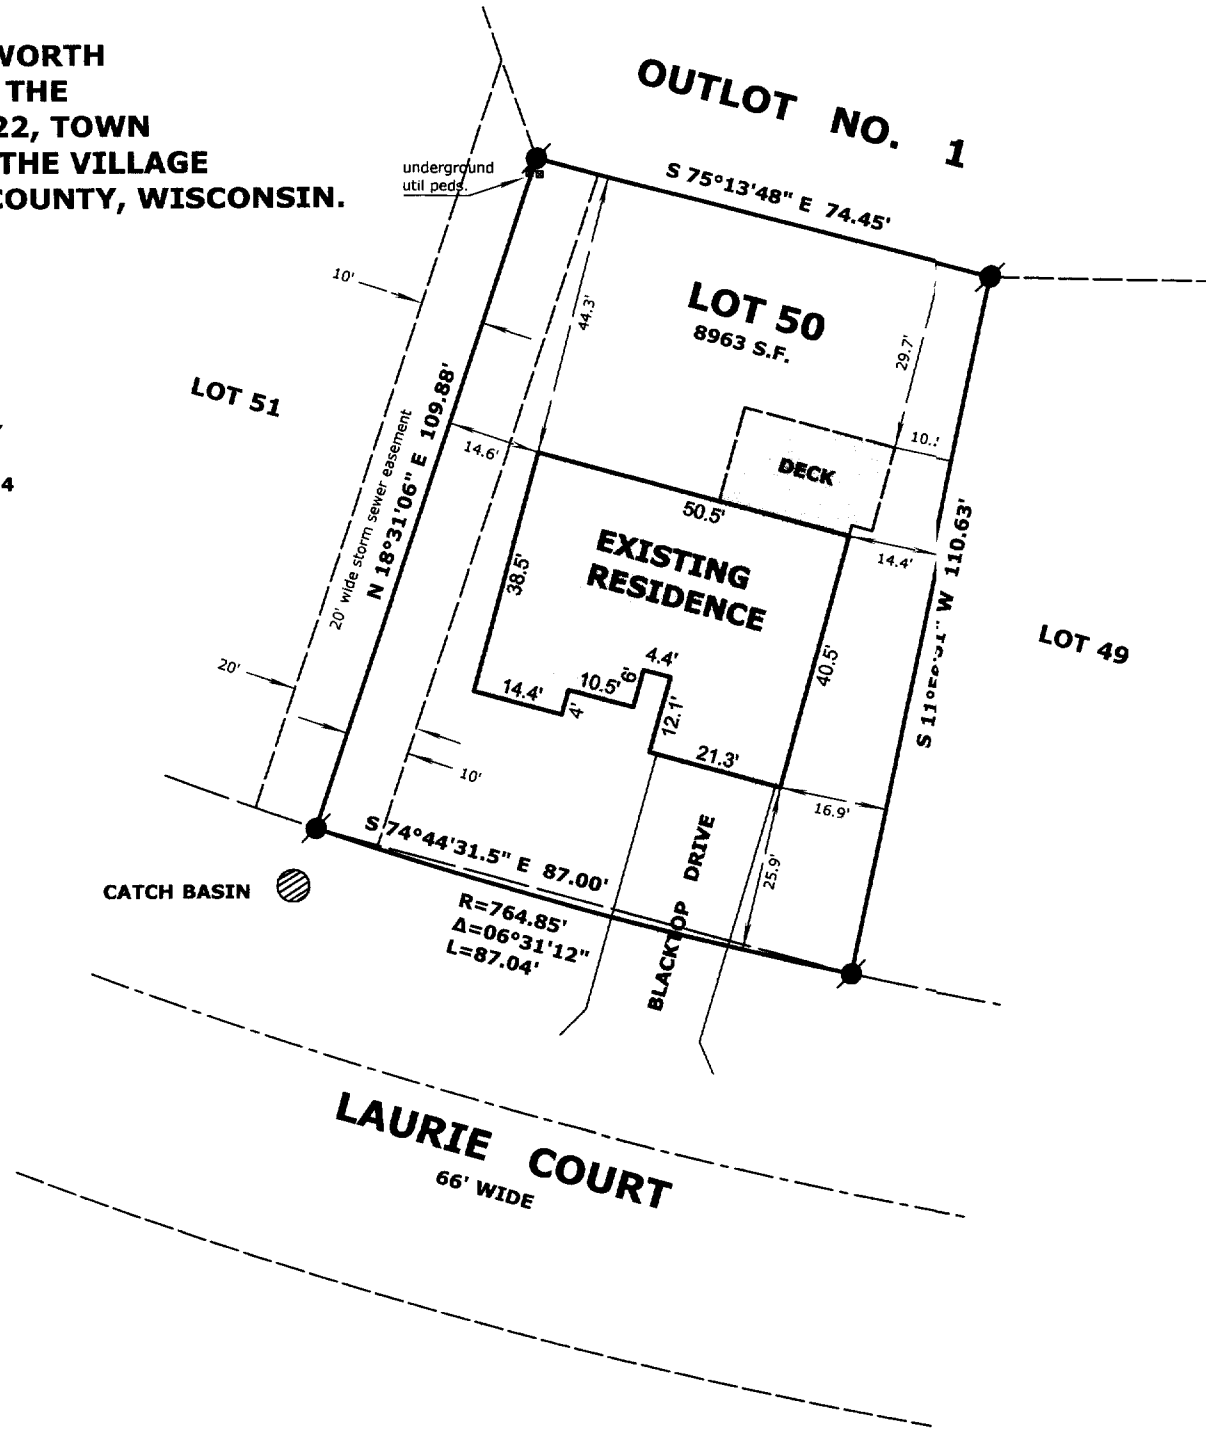 WORTH
THE
22, TOWN
THE VILLAGE
COUNTY, WISCONSIN.
OUTLOT NO. 1
underground
util peds.
S 75°13'48" E 74.45'
10'
44.3'
LOT 50
8963 S.F.
29.7'
LOT 51
N 18°31'06" E 109.88'
20' wide storm sewer easement
14.6'
DECK
4
50.5'
14.4'
S W 110.63'
EXISTING
RESIDENCE
38.5'
LOT 49
40.5'
20'
4.4'
14.4'
10.5'
6'
4'
12.1'
21.3'
10'
16.9'
25.9'
S 74°44'31.5" E 87.00'
R=764.85'
Δ=06°31'12"
L=87.04'
CATCH BASIN
BLACKTOP DRIVE
LAURIE COURT
66' WIDE